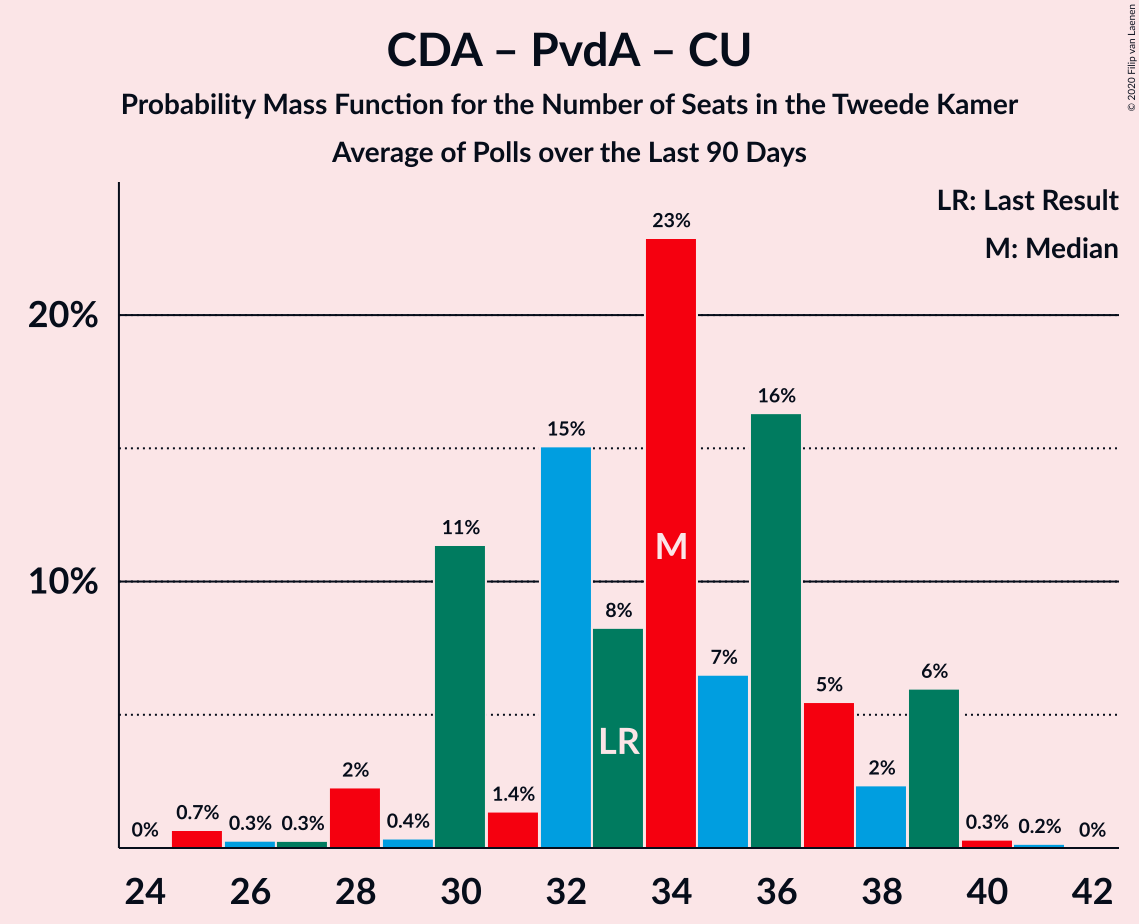 CDA – PvdA – CU
Probability Mass Function for the Number of Seats in the Tweede Kamer
Average of Polls over the Last 90 Days
© 2020 Filip van Laenen
LR: Last Result
M: Median
20%
10%
0%
0.7%
0.3%
0.3%
2%
0.4%
11%
1.4%
15%
8%
23%
7%
16%
5%
2%
6%
0.3%
0.2%
0%
M
LR
24 26 28 30 32 34 36 38 40 42